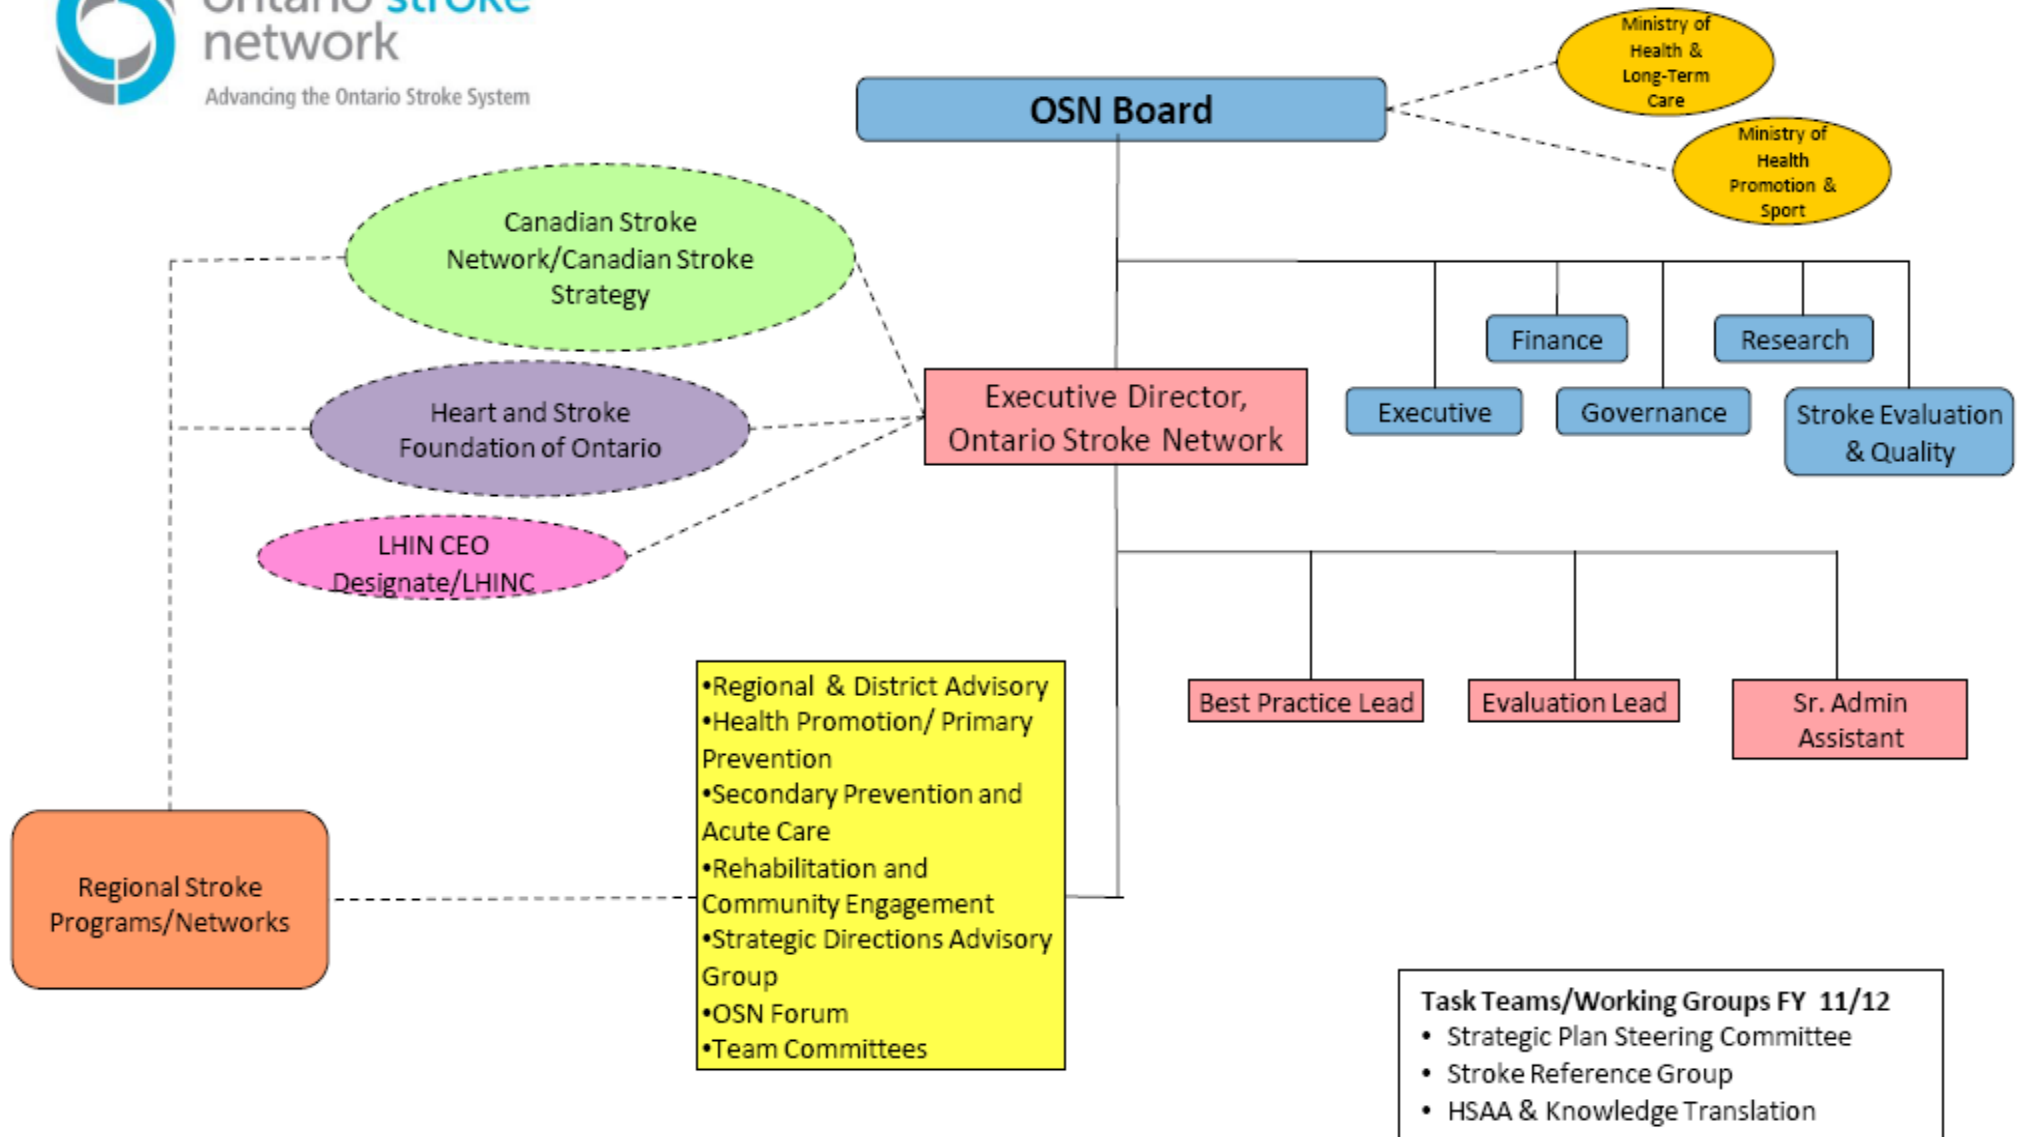 ontario stroke
network
Advancing the Ontario Stroke System
OSN Board
Ministry of
Health &
Long-Term
Care
Ministry of
Health
Promotion &
Sport
Canadian Stroke
Network/Canadian Stroke
Strategy
Finance
Research
Executive
Governance
Stroke Evaluation
& Quality
Executive Director,
Ontario Stroke Network
Heart and Stroke
Foundation of Ontario
LHIN CEO
Designate/LHINC
Best Practice Lead
Evaluation Lead
Sr. Admin
Assistant
•Regional & District Advisory
•Health Promotion/ Primary
Prevention
•Secondary Prevention and
Acute Care
•Rehabilitation and
Community Engagement
•Strategic Directions Advisory
Group
•OSN Forum
•Team Committees
Regional Stroke
Programs/Networks
Task Teams/Working Groups FY 11/12
• Strategic Plan Steering Committee
• Stroke Reference Group
• HSAA & Knowledge Translation